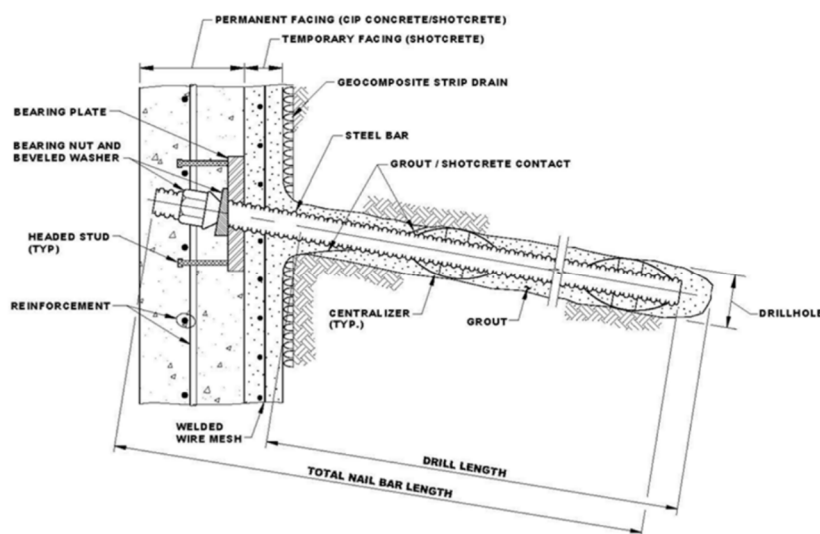 PERMANENT FACING (CIP CONCRETE/SHOTCRETE)
TEMPORARY FACING (SHOTCRETE)
GEOCOMPOSITE STRIP DRAIN
BEARING PLATE
STEEL BAR
BEARING NUT AND
BEVELED WASHER
GROUT / SHOTCRETE CONTACT
HEADED STUD
(TYP)
REINFORCEMENT
CENTRALIZER
(TYP.)
GROUT
DRILLHOLE
WELDED
WIRE MESH
DRILL LENGTH
TOTAL NAIL BAR LENGTH